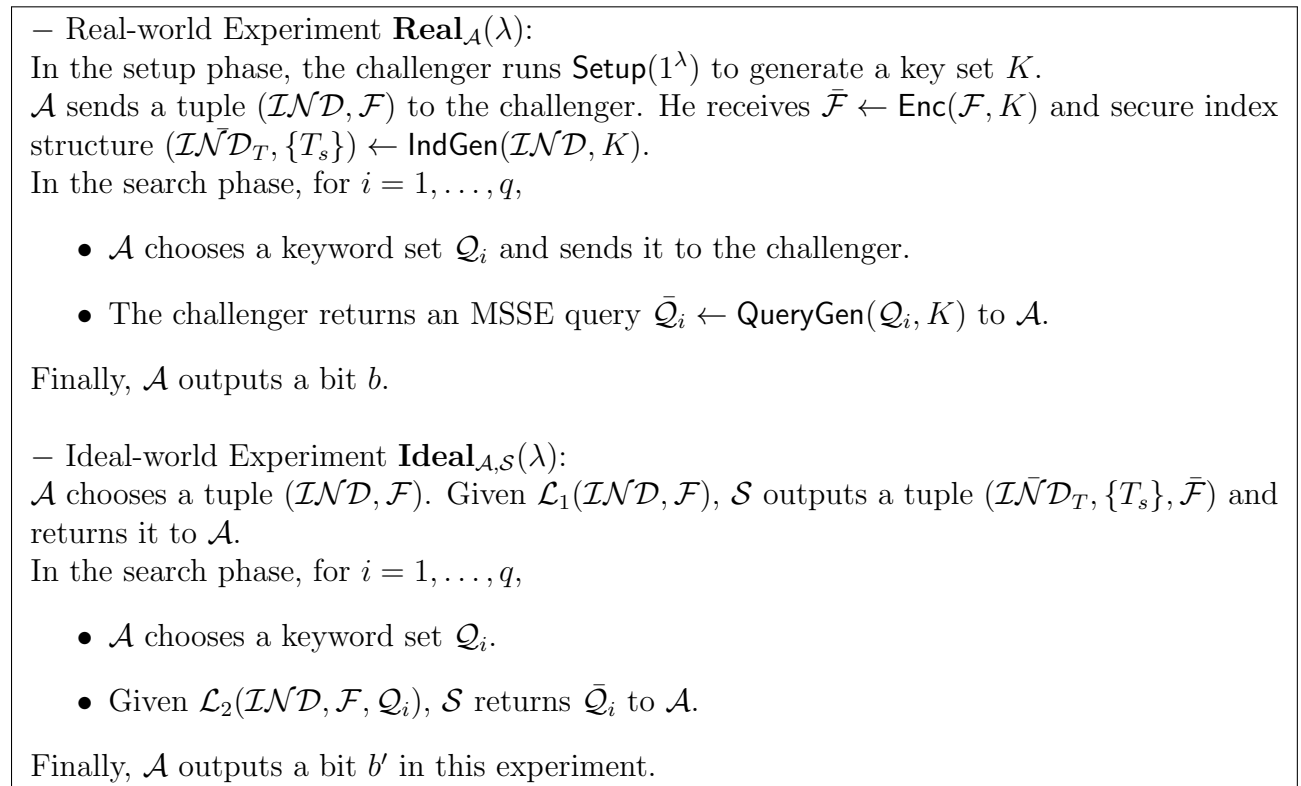 − Real-world Experiment Real_𝒜(λ):
In the setup phase, the challenger runs Setup(1^λ) to generate a key set K.
𝒜 sends a tuple (ℐ𝒩𝒟, ℱ) to the challenger. He receives ℱ̄ ← Enc(ℱ, K) and secure index
structure (ℐ𝒩̄𝒟_T, {T_s}) ← IndGen(ℐ𝒩𝒟, K).
In the search phase, for i = 1, . . . , q,
• 𝒜 chooses a keyword set 𝒬_i and sends it to the challenger.
• The challenger returns an MSSE query 𝒬̄_i ← QueryGen(𝒬_i, K) to 𝒜.
Finally, 𝒜 outputs a bit b.
− Ideal-world Experiment Ideal_{𝒜,𝒮}(λ):
𝒜 chooses a tuple (ℐ𝒩𝒟, ℱ). Given ℒ_1(ℐ𝒩𝒟, ℱ), 𝒮 outputs a tuple (ℐ𝒩̄𝒟_T, {T_s}, ℱ̄) and
returns it to 𝒜.
In the search phase, for i = 1, . . . , q,
• 𝒜 chooses a keyword set 𝒬_i.
• Given ℒ_2(ℐ𝒩𝒟, ℱ, 𝒬_i), 𝒮 returns 𝒬̄_i to 𝒜.
Finally, 𝒜 outputs a bit b′ in this experiment.